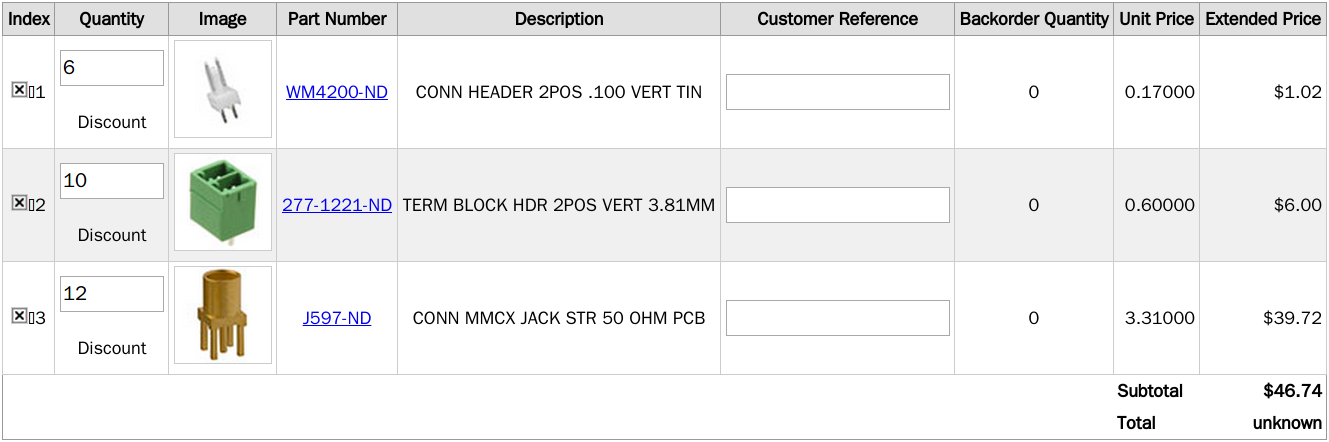 Index Quantity Image Part Number Description Customer Reference Backorder Quantity Unit Price Extended Price
6
1 WM4200-ND CONN HEADER 2POS .100 VERT TIN 0 0.17000 $1.02
Discount
10
2 277-1221-ND TERM BLOCK HDR 2POS VERT 3.81MM 0 0.60000 $6.00
Discount
12
3 J597-ND CONN MMCX JACK STR 50 OHM PCB 0 3.31000 $39.72
Discount
Subtotal $46.74
Total unknown